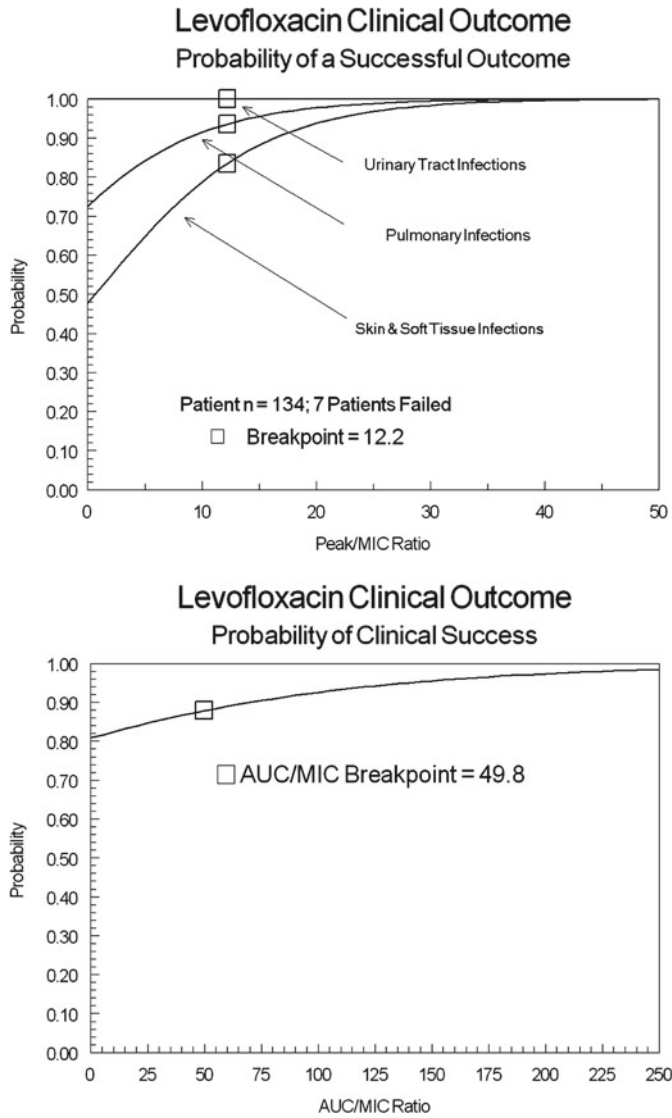 Levofloxacin Clinical Outcome
Probability of a Successful Outcome
1.00
0.90
0.80
0.70
0.60
0.50
0.40
0.30
0.20
0.10
0.00
Probability
Urinary Tract Infections
Pulmonary Infections
Skin & Soft Tissue Infections
Patient n = 134; 7 Patients Failed
Breakpoint = 12.2
0 10 20 30 40 50
Peak/MIC Ratio
Levofloxacin Clinical Outcome
Probability of Clinical Success
1.00
0.90
0.80
0.70
0.60
0.50
0.40
0.30
0.20
0.10
0.00
Probability
AUC/MIC Breakpoint = 49.8
0 25 50 75 100 125 150 175 200 225 250
AUC/MIC Ratio